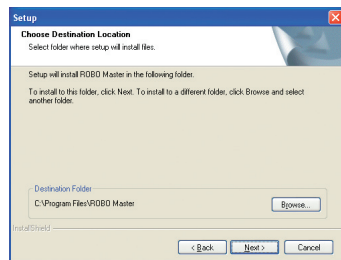 Setup
Choose Destination Location
Select folder where setup will install files.
Setup will install ROBO Master in the following folder.
To install to this folder, click Next. To install to a different folder, click Browse and select
another folder.
Destination Folder
C:\Program Files\ROBO Master
Browse...
InstallShield
< Back
Next >
Cancel